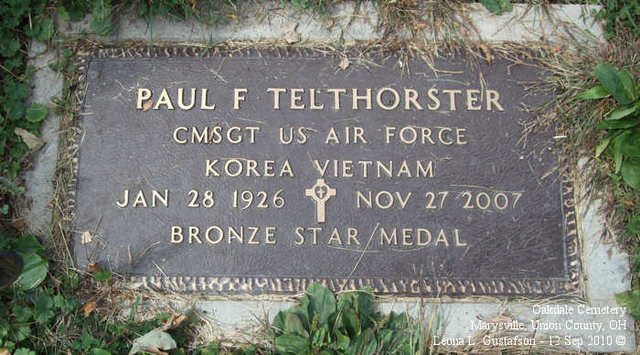 PAUL F TELTHORSTER
CMSGT US AIR FORCE
KOREA VIETNAM
JAN 28 1926 NOV 27 2007
BRONZE STAR MEDAL
Oakdale Cemetery
Marysville, Union County, OH
Leona L. Gustafson - 13 Sep 2010 ©